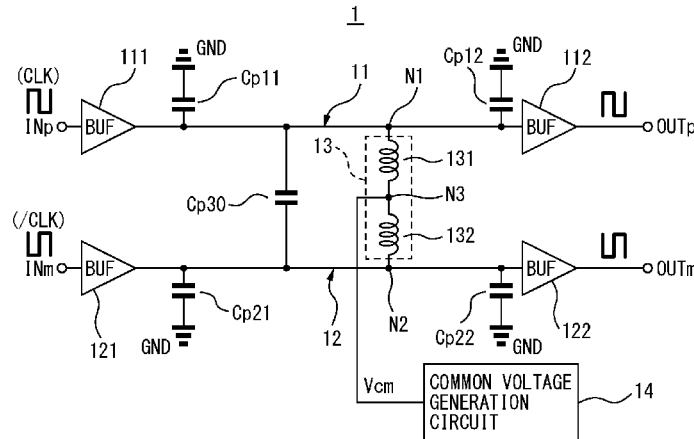 1
(CLK)
111
GND
Cp11
11
N1
Cp12
GND
112
INp
BUF
BUF
OUTp
13
131
Cp30
N3
132
(/CLK)
INm
BUF
BUF
OUTm
121
Cp21
GND
12
N2
Cp22
GND
122
Vcm
COMMON VOLTAGE
GENERATION
CIRCUIT
14